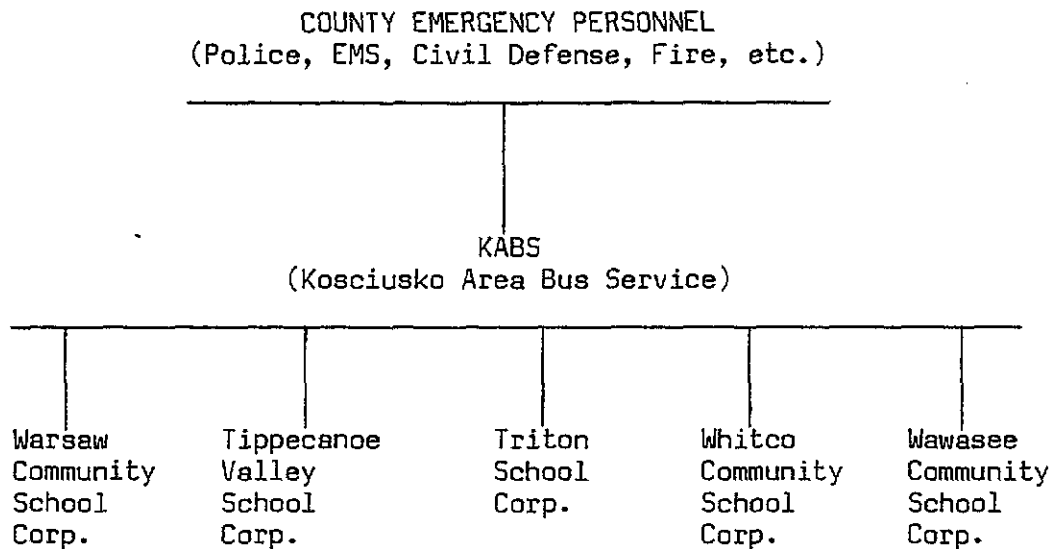 COUNTY EMERGENCY PERSONNEL
(Police, EMS, Civil Defense, Fire, etc.)
KABS
(Kosciusko Area Bus Service)
Warsaw
Community
School
Corp.
Tippecanoe
Valley
School
Corp.
Triton
School
Corp.
Whitco
Community
School
Corp.
Wawasee
Community
School
Corp.